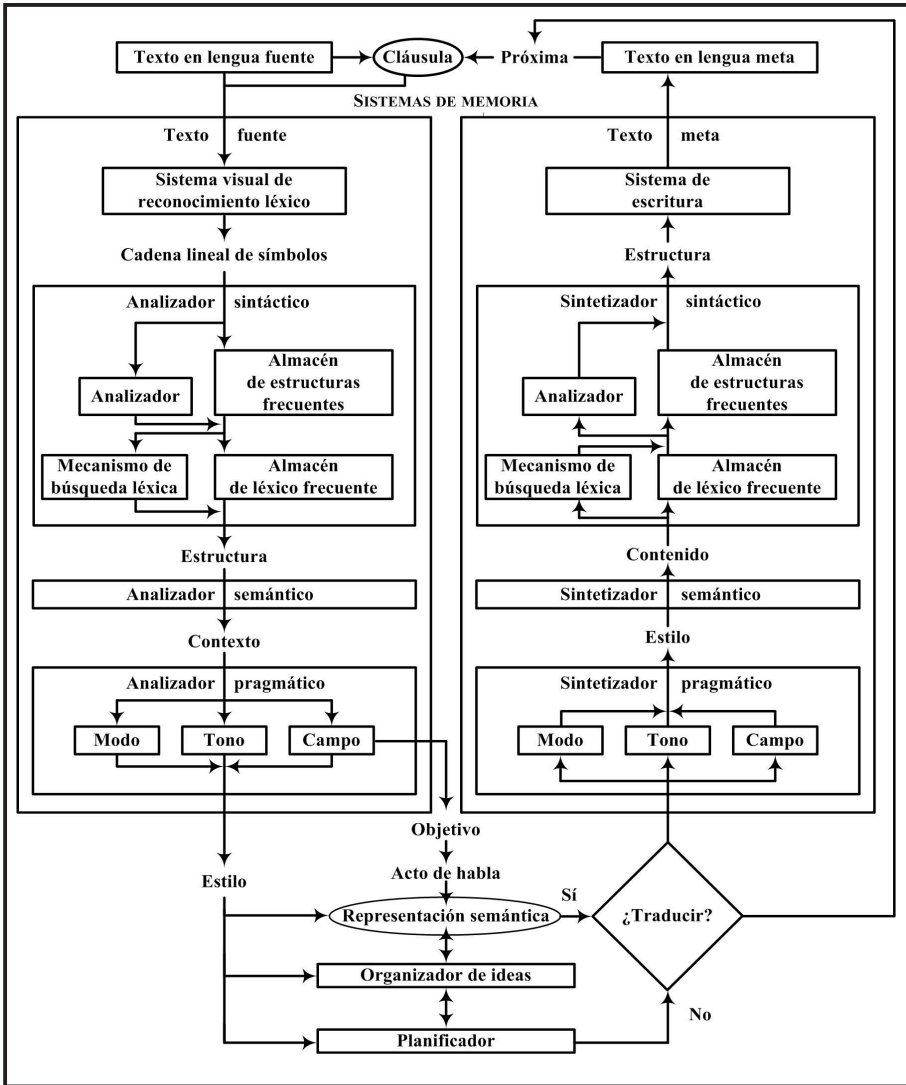 Texto en lengua fuente
Cláusula
Próxima
Texto en lengua meta
SISTEMAS DE MEMORIA
Texto fuente
Sistema visual de
reconocimiento léxico
Cadena lineal de símbolos
Analizador sintáctico
Analizador
Almacén
de estructuras
frecuentes
Mecanismo de
búsqueda léxica
Almacén
de léxico frecuente
Estructura
Analizador semántico
Contexto
Analizador pragmático
Modo
Tono
Campo
Texto meta
Sistema de
escritura
Estructura
Sintetizador sintáctico
Analizador
Almacén
de estructuras
frecuentes
Mecanismo de
búsqueda léxica
Almacén
de léxico frecuente
Contenido
Sintetizador semántico
Estilo
Sintetizador pragmático
Modo
Tono
Campo
Objetivo
Estilo
Acto de habla
Sí
Representación semántica
¿Traducir?
Organizador de ideas
No
Planificador